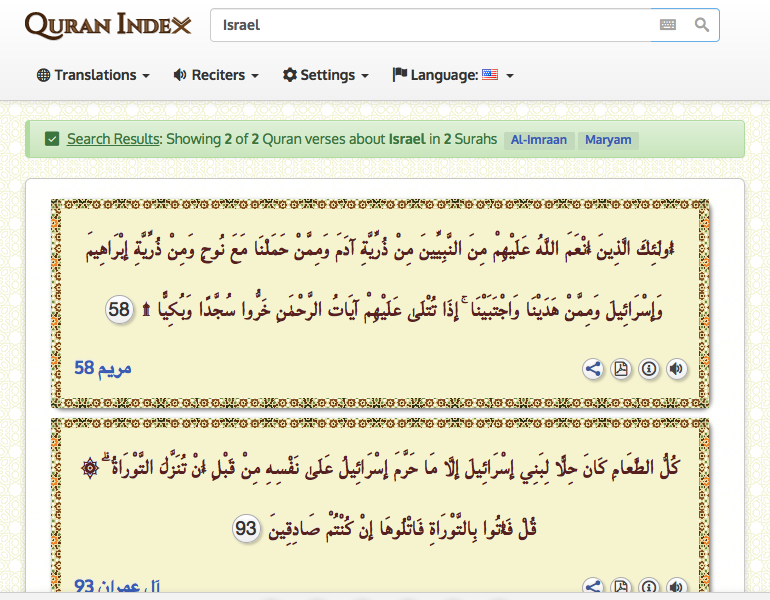 Quran Index
Israel
Translations Reciters Settings Language:
Search Results: Showing 2 of 2 Quran verses about Israel in 2 Surahs Al-Imraan Maryam
أُولَٰئِكَ الَّذِينَ أَنْعَمَ اللَّهُ عَلَيْهِمْ مِنَ النَّبِيِّينَ مِنْ ذُرِّيَّةِ آدَمَ وَمِمَّنْ حَمَلْنَا مَعَ نُوحٍ وَمِنْ ذُرِّيَّةِ إِبْرَاهِيمَ
وَإِسْرَائِيلَ وَمِمَّنْ هَدَيْنَا وَاجْتَبَيْنَا ۚ إِذَا تُتْلَىٰ عَلَيْهِمْ آيَاتُ الرَّحْمَٰنِ خَرُّوا سُجَّدًا وَبُكِيًّا ۩ 58
مريم 58
كُلُّ الطَّعَامِ كَانَ حِلًّا لِبَنِي إِسْرَائِيلَ إِلَّا مَا حَرَّمَ إِسْرَائِيلُ عَلَىٰ نَفْسِهِ مِنْ قَبْلِ أَنْ تُنَزَّلَ التَّوْرَاةُ ۗ ۞
قُلْ فَأْتُوا بِالتَّوْرَاةِ فَاتْلُوهَا إِنْ كُنْتُمْ صَادِقِينَ 93
آل عمران 93